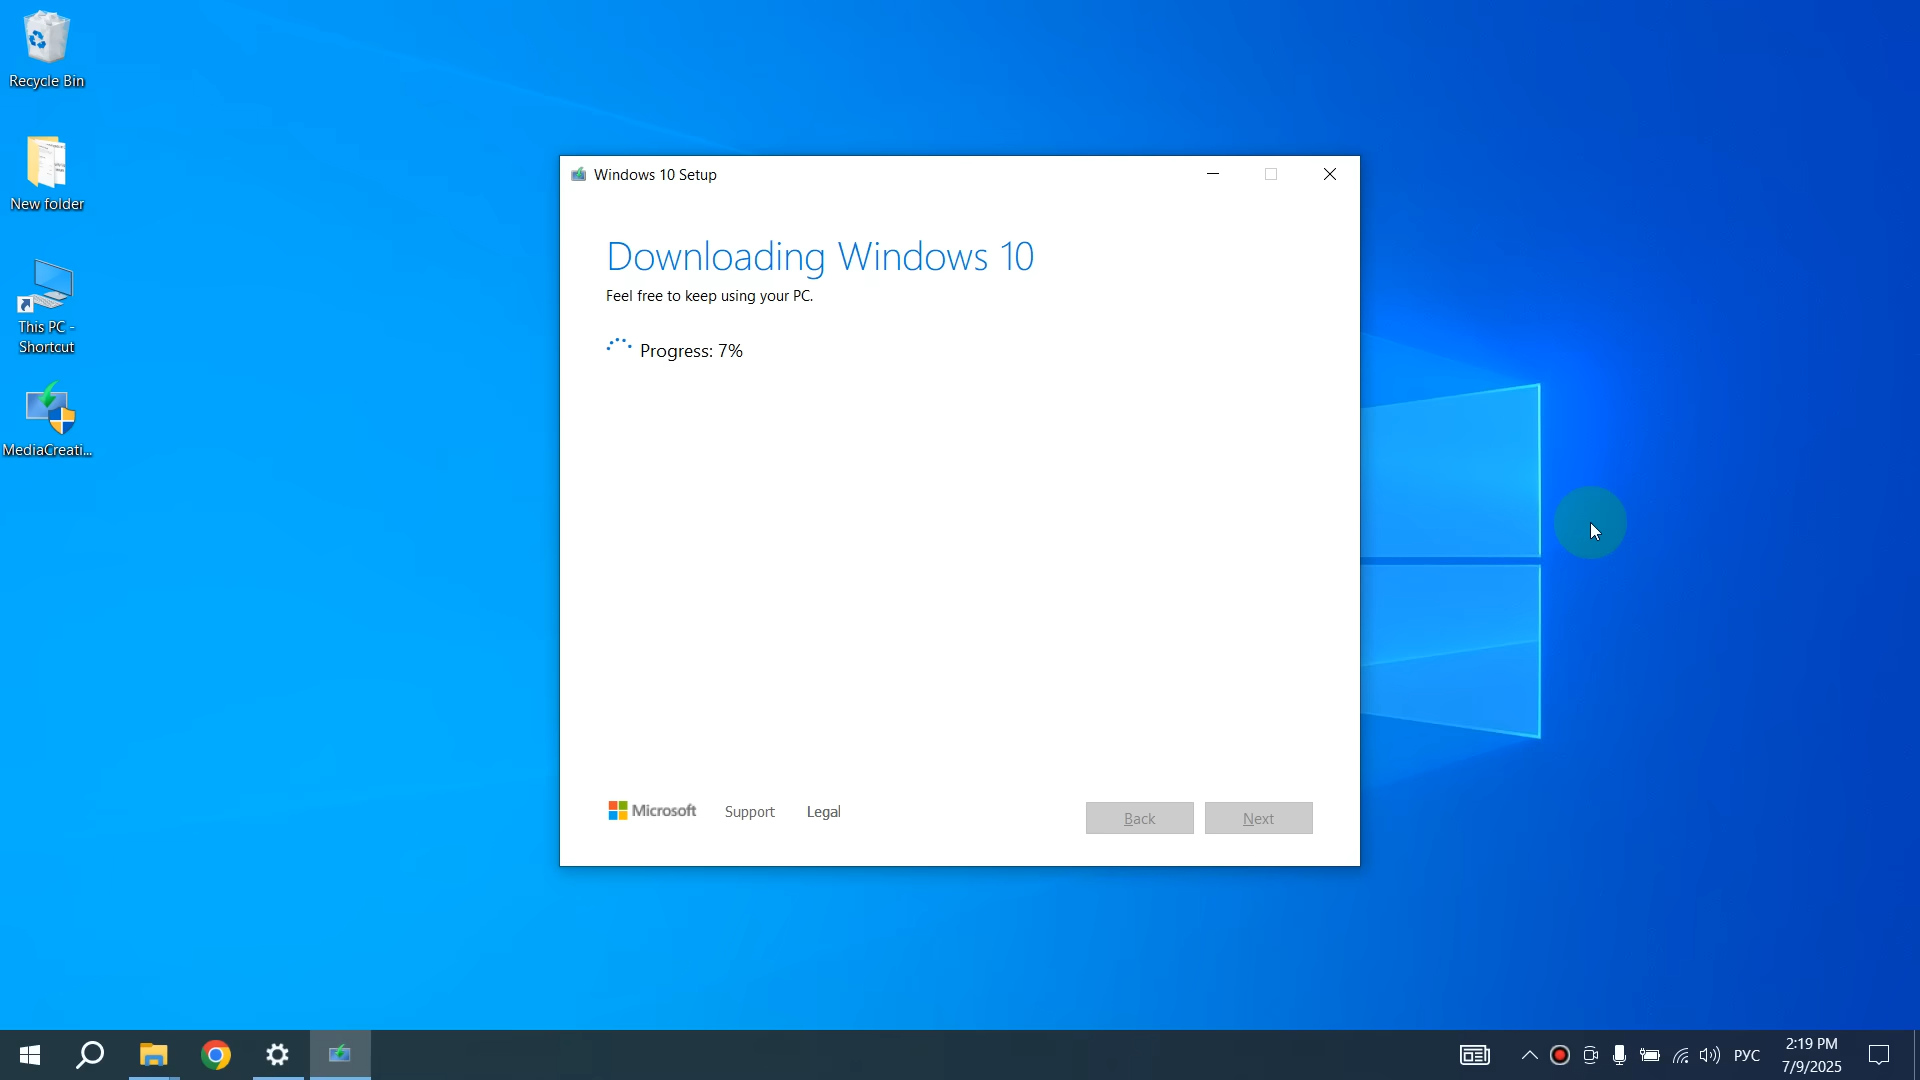 Recycle Bin
New folder
This PC -
Shortcut
MediaCreati...
Windows 10 Setup
Downloading Windows 10
Feel free to keep using your PC.
Progress: 7%
Microsoft Support Legal
Back Next
РУС
2:19 PM
7/9/2025